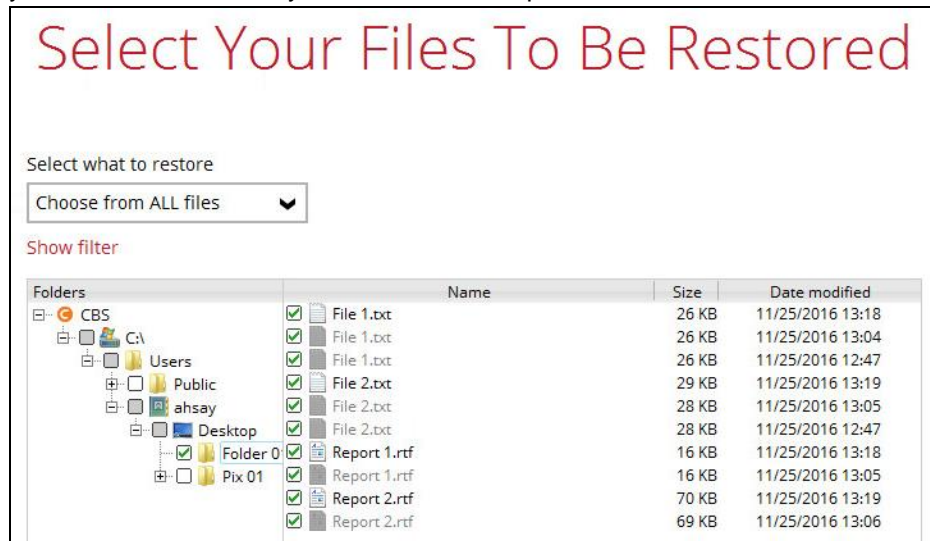 Select Your Files To Be Restored
Select what to restore
Choose from ALL files
Show filter
Folders Name Size Date modified
CBS File 1.txt 26 KB 11/25/2016 13:18
C:\ File 1.txt 26 KB 11/25/2016 13:04
Users File 1.txt 26 KB 11/25/2016 12:47
Public File 2.txt 29 KB 11/25/2016 13:19
ahsay File 2.txt 28 KB 11/25/2016 13:05
Desktop File 2.txt 28 KB 11/25/2016 12:47
Folder 0 Report 1.rtf 16 KB 11/25/2016 13:18
Pix 01 Report 1.rtf 16 KB 11/25/2016 13:05
Report 2.rtf 70 KB 11/25/2016 13:19
Report 2.rtf 69 KB 11/25/2016 13:06